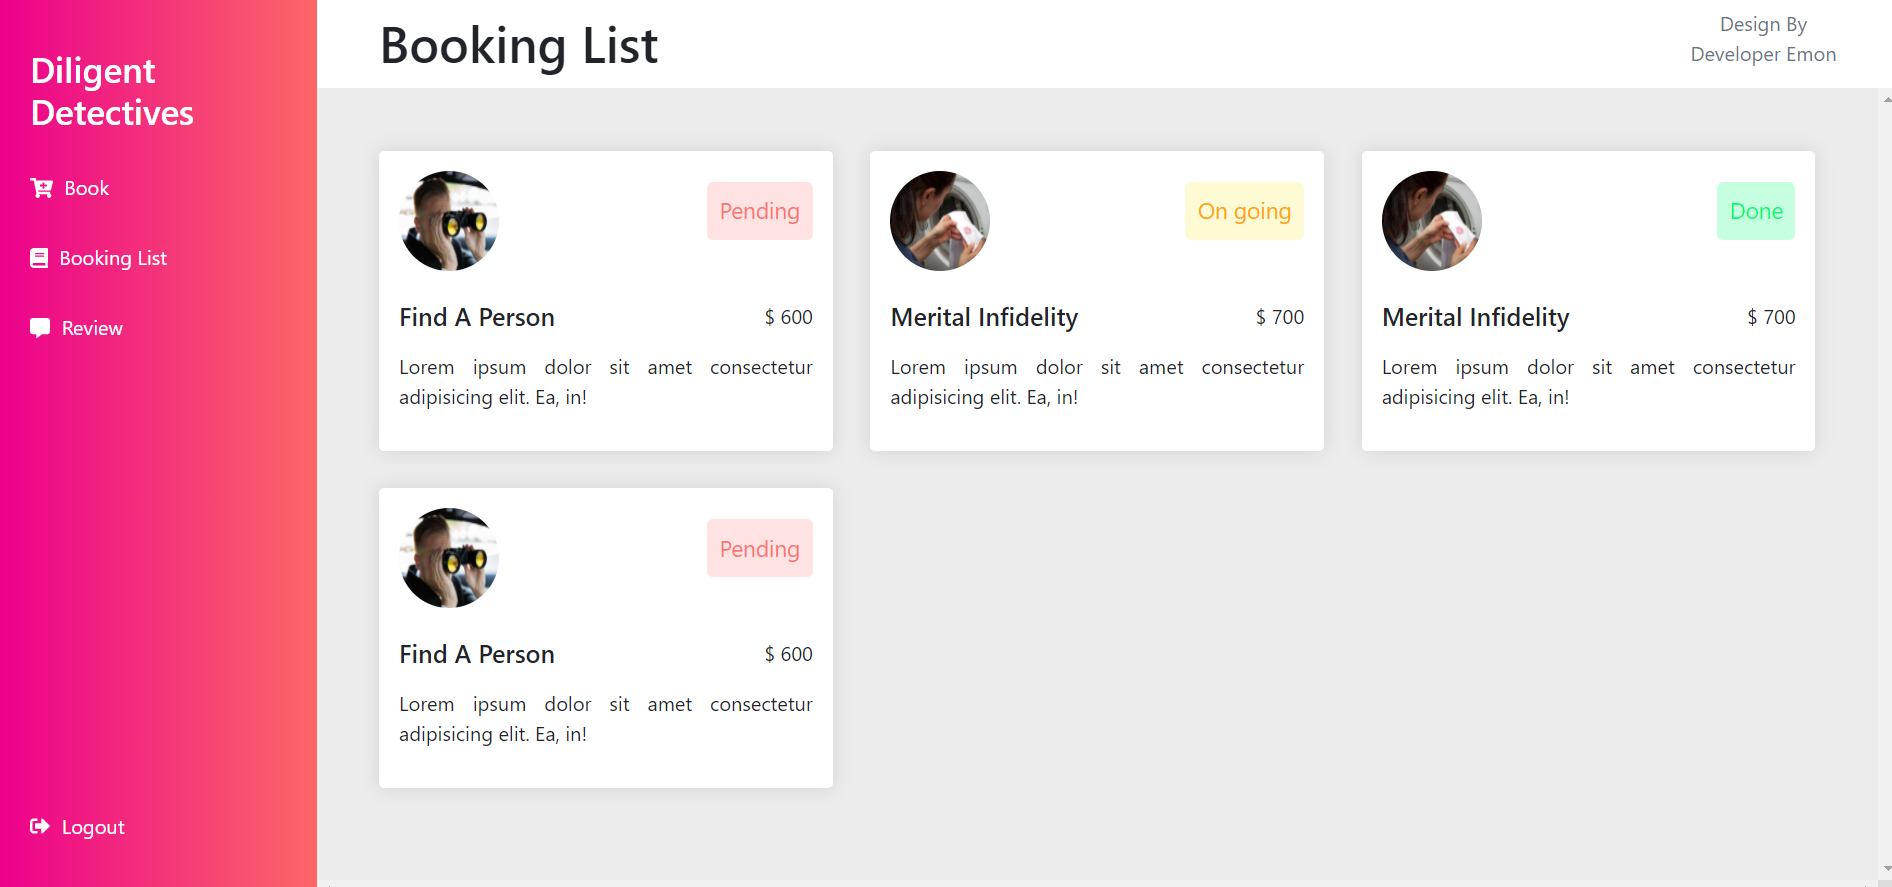 Diligent
Detectives
Book
Booking List
Review
Logout
Booking List
Design By
Developer Emon
Pending
Find A Person
$ 600
Lorem ipsum dolor sit amet consectetur
adipisicing elit. Ea, in!
On going
Merital Infidelity
$ 700
Lorem ipsum dolor sit amet consectetur
adipisicing elit. Ea, in!
Done
Merital Infidelity
$ 700
Lorem ipsum dolor sit amet consectetur
adipisicing elit. Ea, in!
Pending
Find A Person
$ 600
Lorem ipsum dolor sit amet consectetur
adipisicing elit. Ea, in!